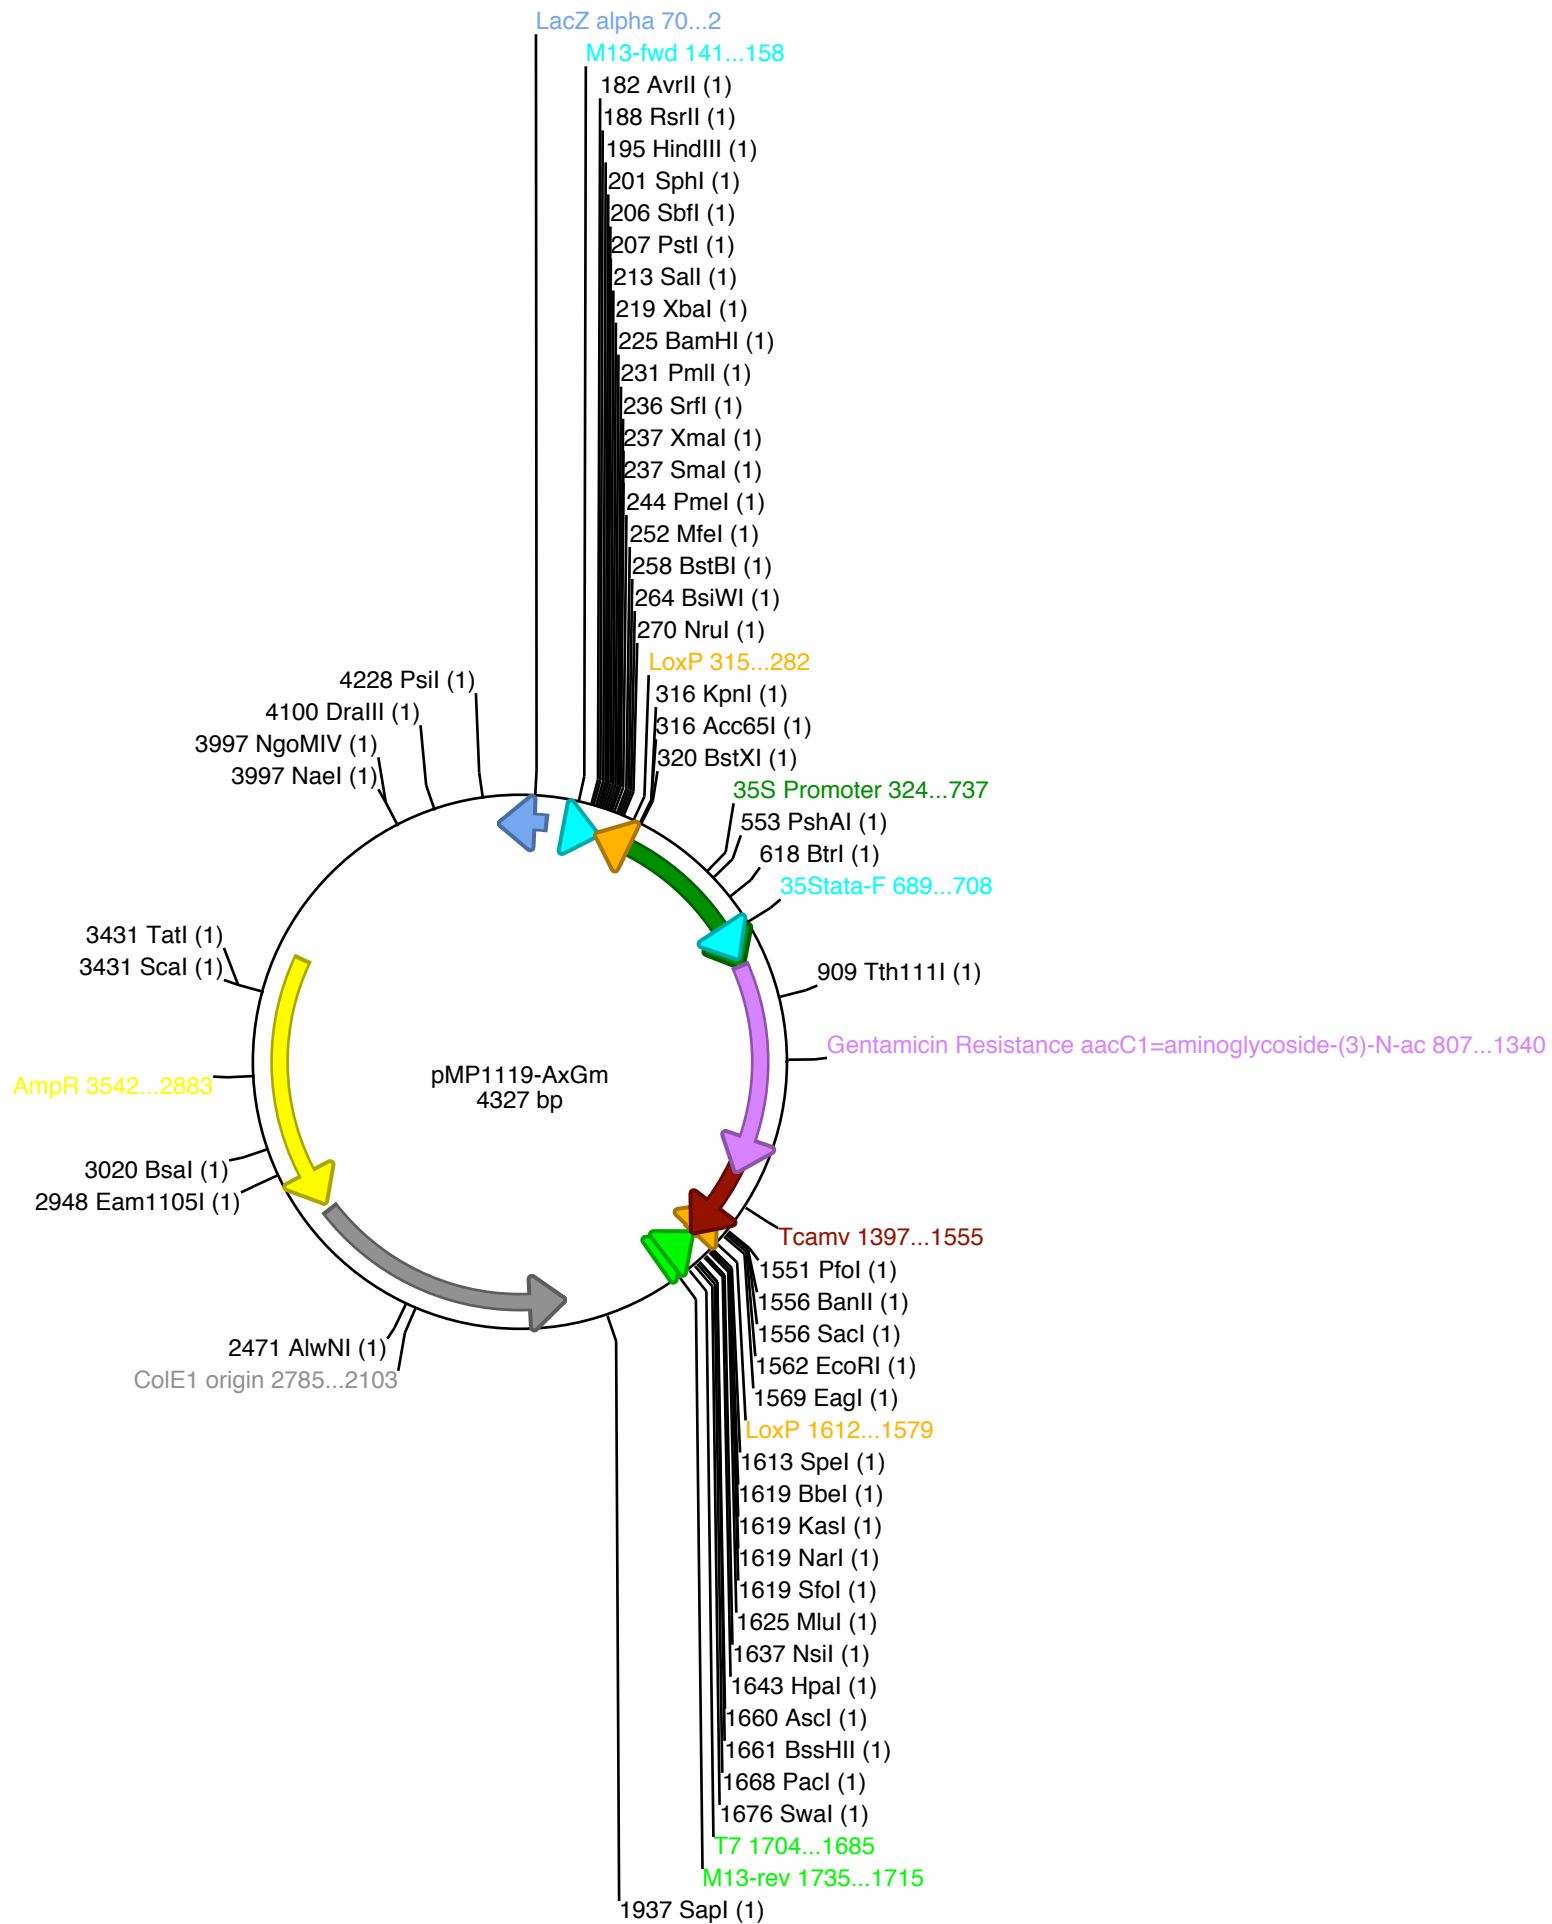 LacZ alpha 70...2
M13-fwd 141...158
182 AvrII (1)
188 RsrII (1)
195 HindIII (1)
201 SphI (1)
206 SbfI (1)
207 PstI (1)
213 SalI (1)
219 XbaI (1)
225 BamHI (1)
231 PmlI (1)
236 SrfI (1)
237 XmaI (1)
237 SmaI (1)
244 PmeI (1)
252 MfeI (1)
258 BstBI (1)
264 BsiWI (1)
270 NruI (1)
LoxP 315...282
316 KpnI (1)
316 Acc65I (1)
320 BstXI (1)
35S Promoter 324...737
553 PshAI (1)
618 BtrI (1)
35Stata-F 689...708
909 Tth111I (1)
Gentamicin Resistance aacC1=aminoglycoside-(3)-N-ac 807...1340
Tcamv 1397...1555
1551 PfoI (1)
1556 BanII (1)
1556 SacI (1)
1562 EcoRI (1)
1569 EagI (1)
LoxP 1612...1579
1613 SpeI (1)
1619 BbeI (1)
1619 KasI (1)
1619 NarI (1)
1619 SfoI (1)
1625 MluI (1)
1637 NsiI (1)
1643 HpaI (1)
1660 AscI (1)
1661 BssHII (1)
1668 PacI (1)
1676 SwaI (1)
T7 1704...1685
M13-rev 1735...1715
1937 SapI (1)
ColE1 origin 2785...2103
2471 AlwNI (1)
2948 Eam1105I (1)
3020 BsaI (1)
AmpR 3542...2883
3431 ScaI (1)
3431 TatI (1)
3997 NaeI (1)
3997 NgoMIV (1)
4100 DraIII (1)
4228 PsiI (1)
pMP1119-AxGm
4327 bp